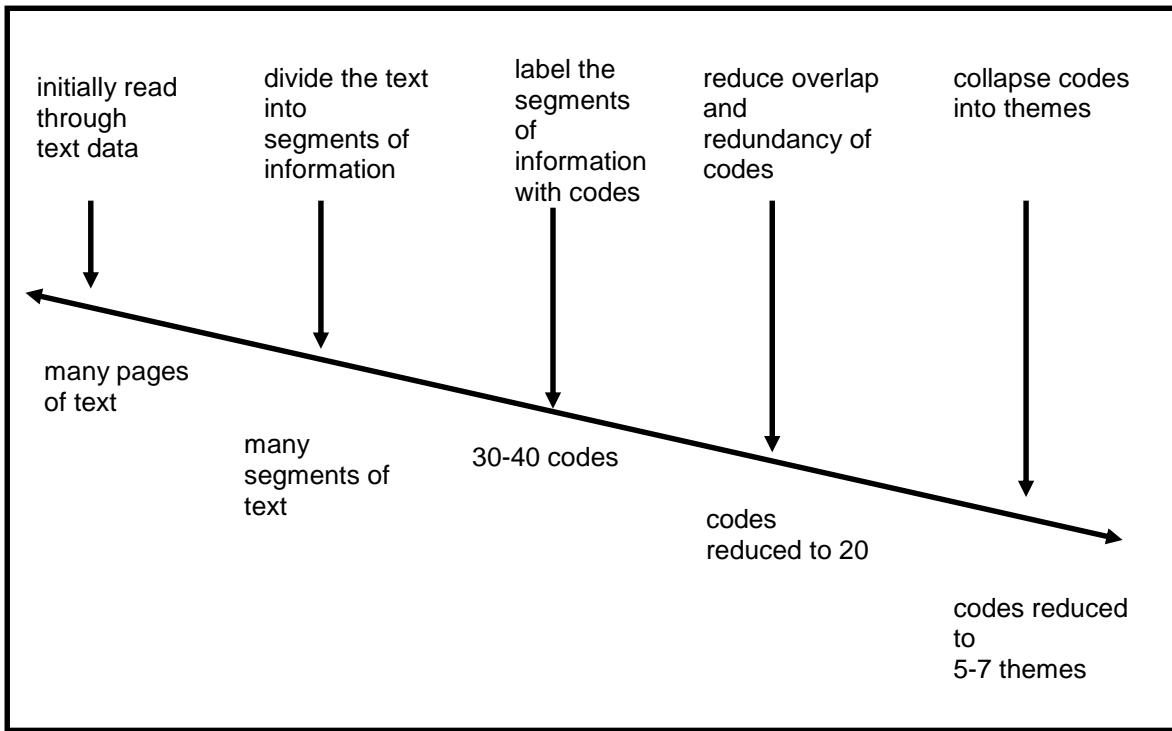 initially read
through
text data
divide the text
into
segments of
information
label the
segments
of
information
with codes
reduce overlap
and
redundancy of
codes
collapse codes
into themes
many pages
of text
many
segments of
text
30-40 codes
codes
reduced to 20
codes reduced
to
5-7 themes